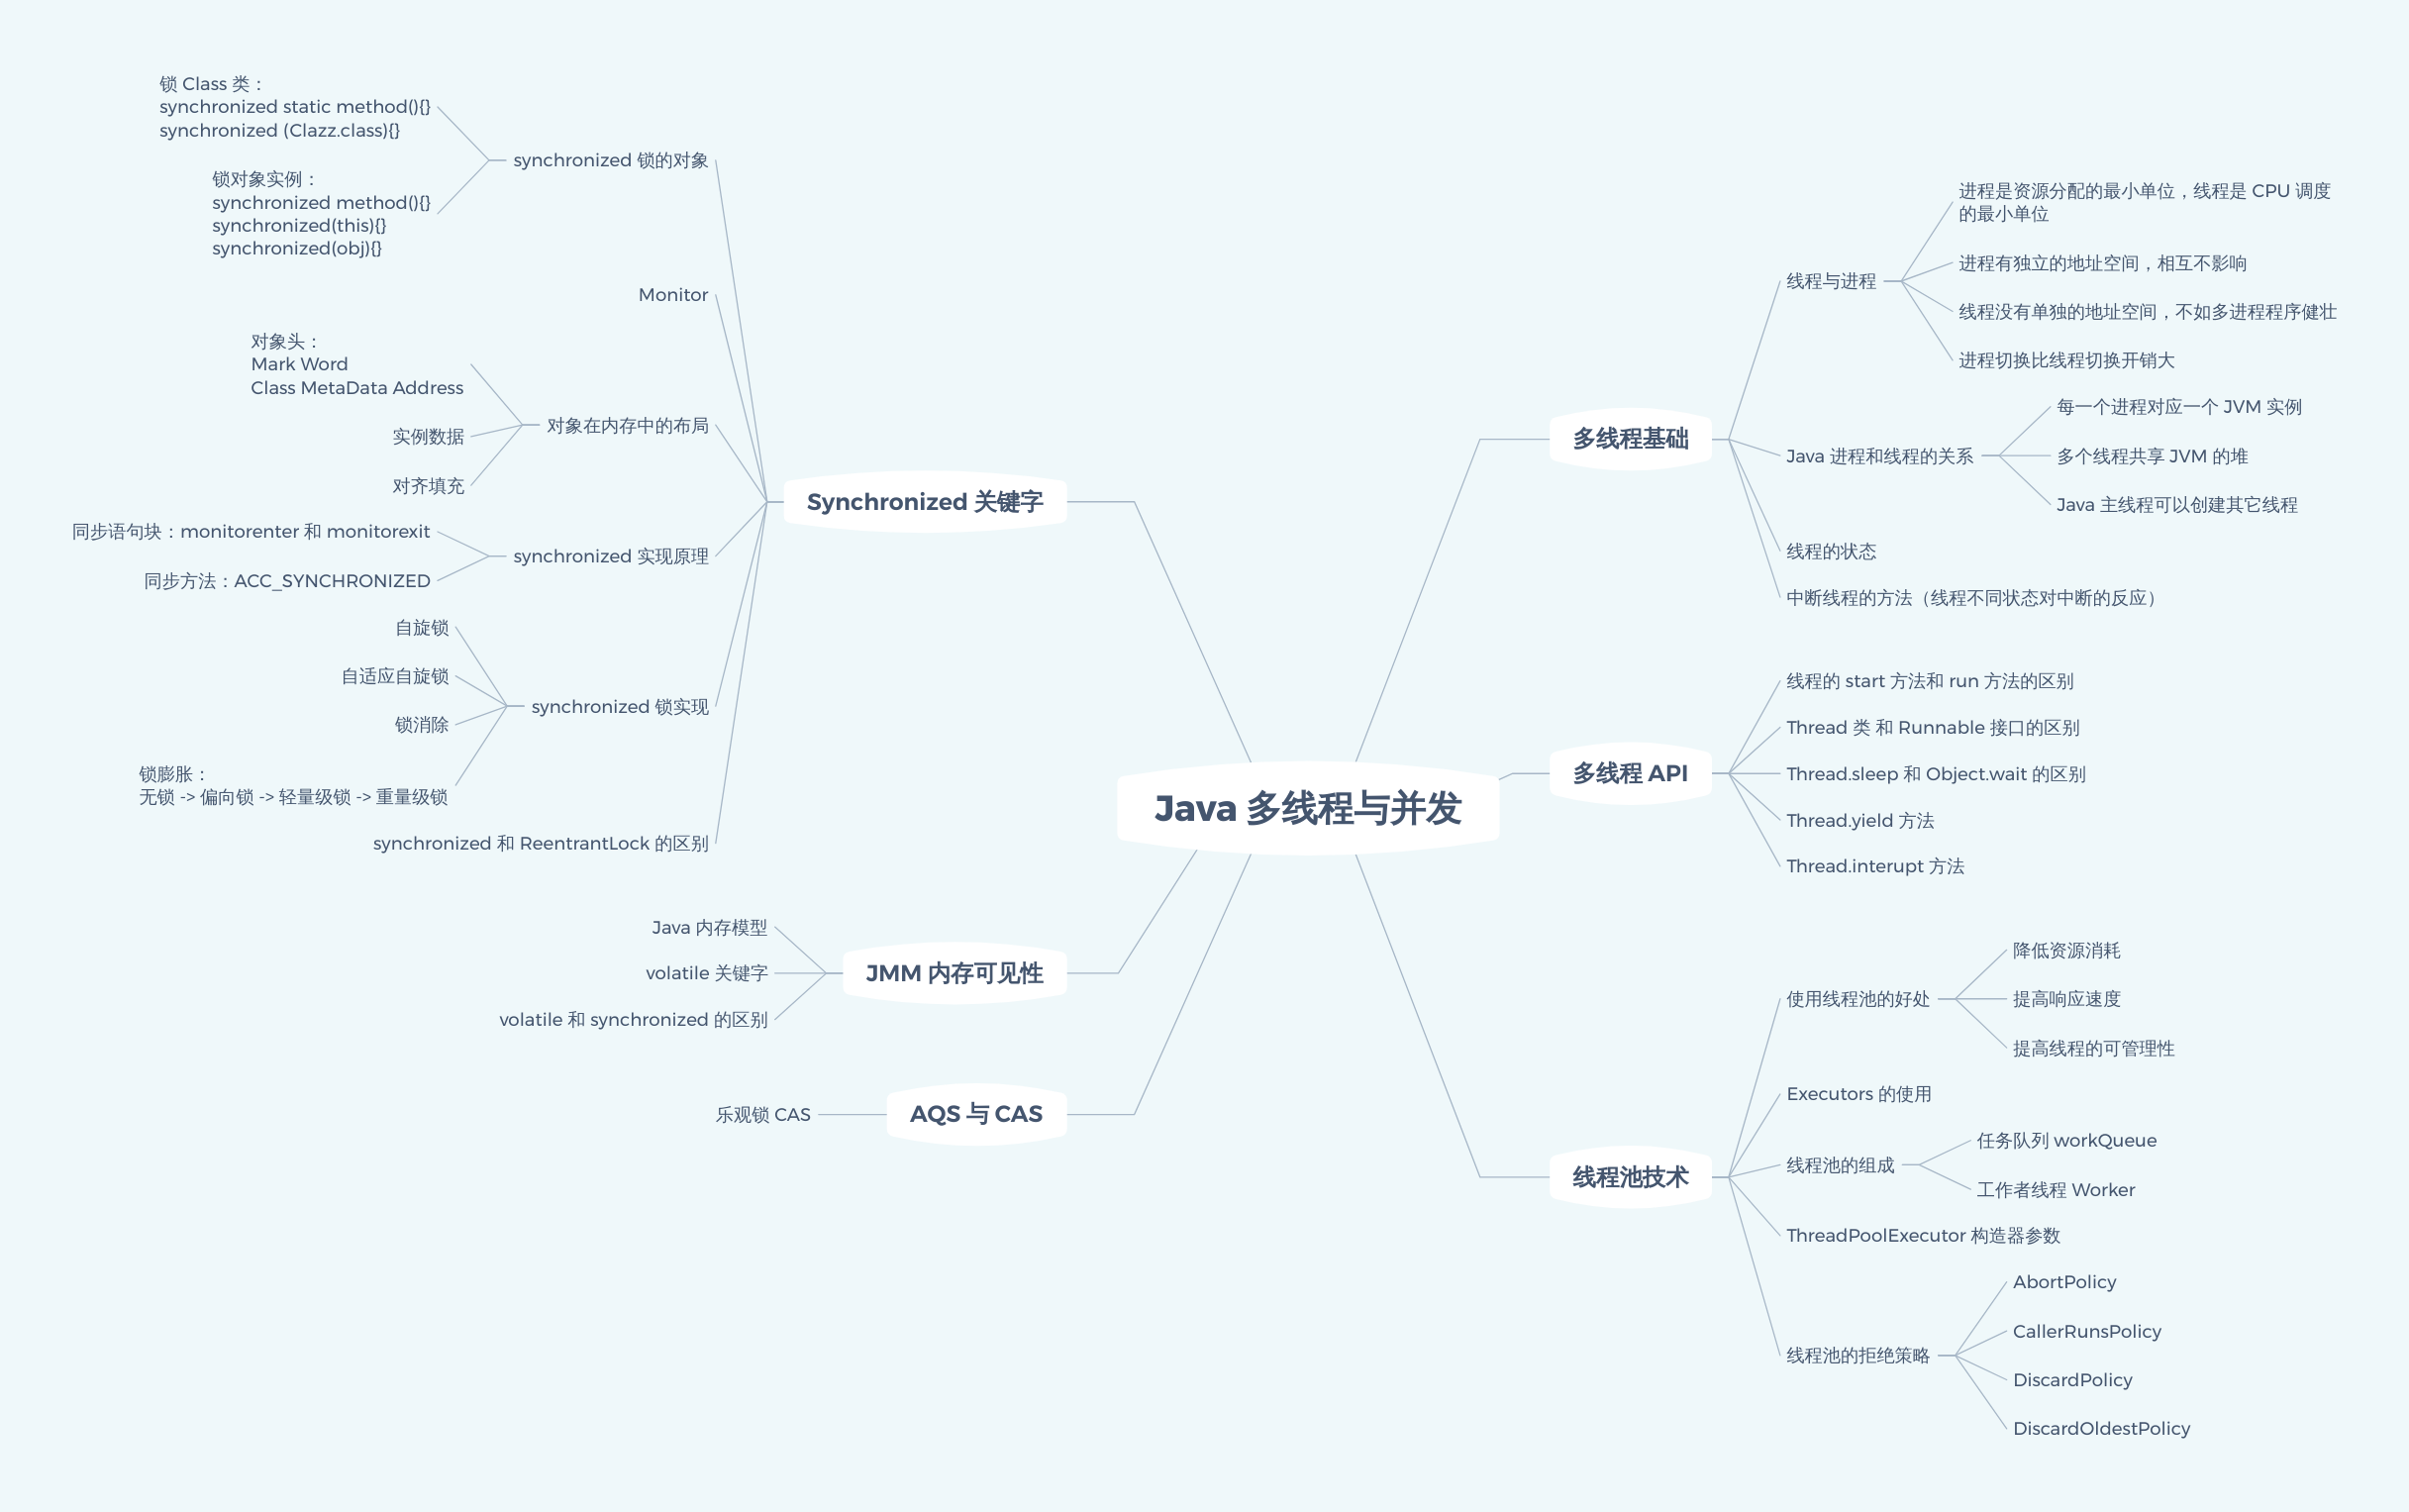 Java 多线程与并发
多线程基础
线程与进程
进程是资源分配的最小单位，线程是 CPU 调度
的最小单位
进程有独立的地址空间，相互不影响
线程没有单独的地址空间，不如多进程程序健壮
进程切换比线程切换开销大
Java 进程和线程的关系
每一个进程对应一个 JVM 实例
多个线程共享 JVM 的堆
Java 主线程可以创建其它线程
线程的状态
中断线程的方法（线程不同状态对中断的反应）
多线程 API
线程的 start 方法和 run 方法的区别
Thread 类 和 Runnable 接口的区别
Thread.sleep 和 Object.wait 的区别
Thread.yield 方法
Thread.interupt 方法
线程池技术
使用线程池的好处
降低资源消耗
提高响应速度
提高线程的可管理性
Executors 的使用
线程池的组成
任务队列 workQueue
工作者线程 Worker
ThreadPoolExecutor 构造器参数
线程池的拒绝策略
AbortPolicy
CallerRunsPolicy
DiscardPolicy
DiscardOldestPolicy
Synchronized 关键字
synchronized 锁的对象
锁 Class 类：
synchronized static method(){}
synchronized (Clazz.class){}
锁对象实例：
synchronized method(){}
synchronized(this){}
synchronized(obj){}
Monitor
对象在内存中的布局
对象头：
Mark Word
Class MetaData Address
实例数据
对齐填充
synchronized 实现原理
同步语句块：monitorenter 和 monitorexit
同步方法：ACC_SYNCHRONIZED
synchronized 锁实现
自旋锁
自适应自旋锁
锁消除
锁膨胀：
无锁 -> 偏向锁 -> 轻量级锁 -> 重量级锁
synchronized 和 ReentrantLock 的区别
JMM 内存可见性
Java 内存模型
volatile 关键字
volatile 和 synchronized 的区别
AQS 与 CAS
乐观锁 CAS